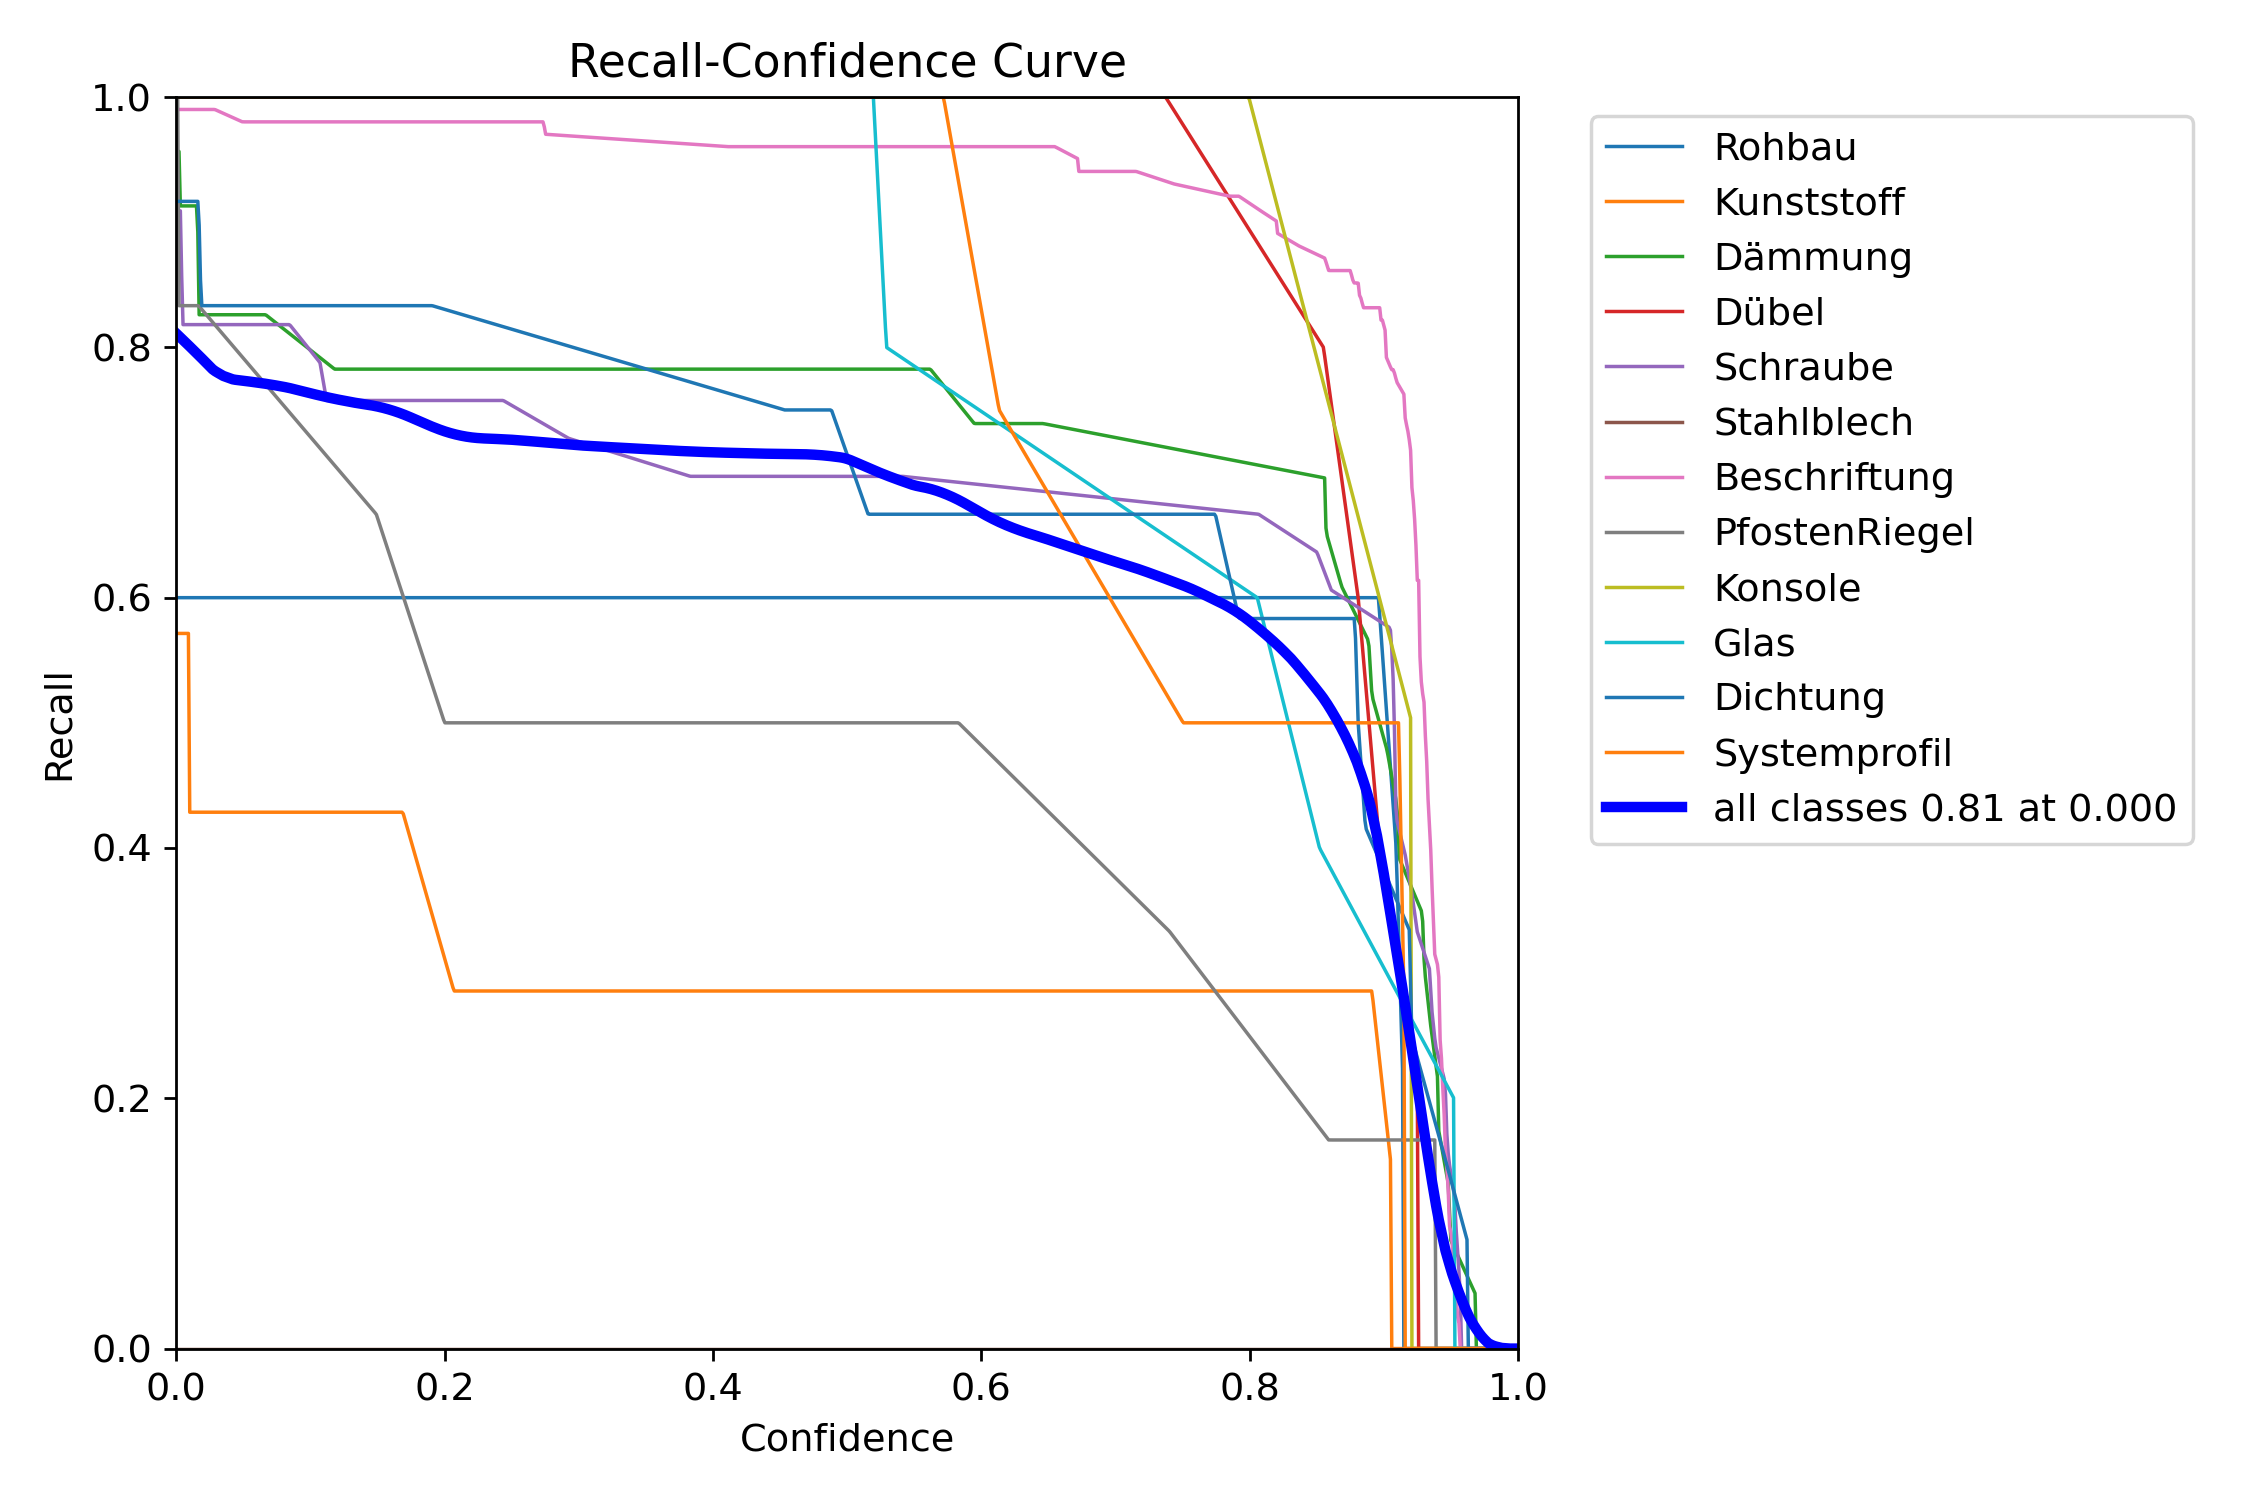 Recall-Confidence Curve
1.0
0.8
0.6
0.4
0.2
0.0
Recall
0.0 0.2 0.4 0.6 0.8 1.0
Confidence
Rohbau
Kunststoff
Dämmung
Dübel
Schraube
Stahlblech
Beschriftung
PfostenRiegel
Konsole
Glas
Dichtung
Systemprofil
all classes 0.81 at 0.000